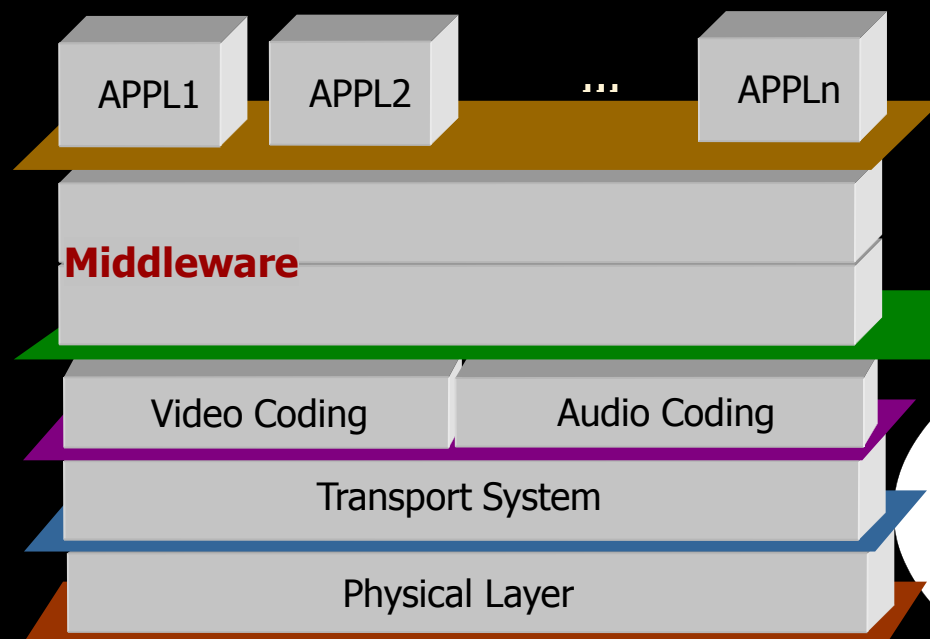 APPL1 APPL2 ... APPLn
Middleware
Video Coding Audio Coding
Transport System
Physical Layer